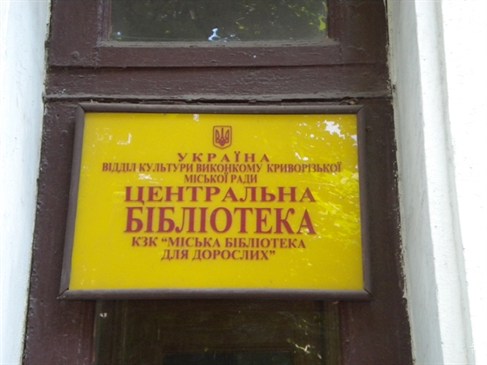 УКРАЇНА
ВІДДІЛ КУЛЬТУРИ ВИКОНКОМУ КРИВОРІЗЬКОЇ
МІСЬКОЇ РАДИ
ЦЕНТРАЛЬНА
БІБЛІОТЕКА
КЗК "МІСЬКА БІБЛІОТЕКА
ДЛЯ ДОРОСЛИХ"